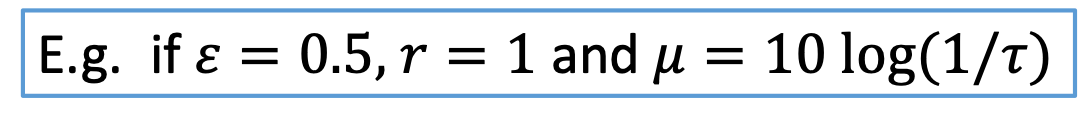 E.g. if 𝜀 = 0.5, 𝑟 = 1 and 𝜇 = 10 log(1/𝜏)